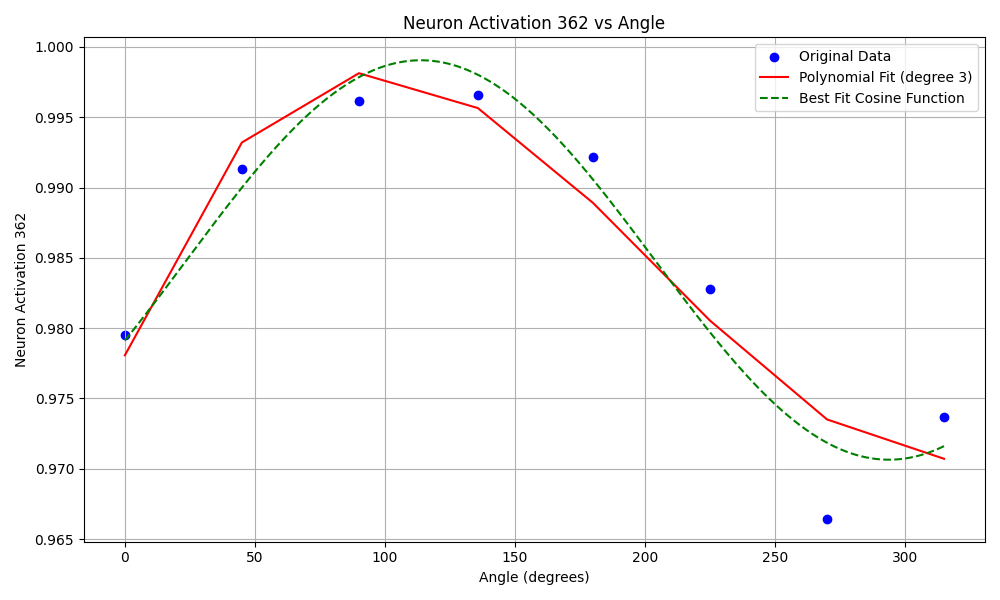 Neuron Activation 362 vs Angle
Original Data
Polynomial Fit (degree 3)
Best Fit Cosine Function
Neuron Activation 362
1.000
0.995
0.990
0.985
0.980
0.975
0.970
0.965
0
50
100
150
200
250
300
Angle (degrees)